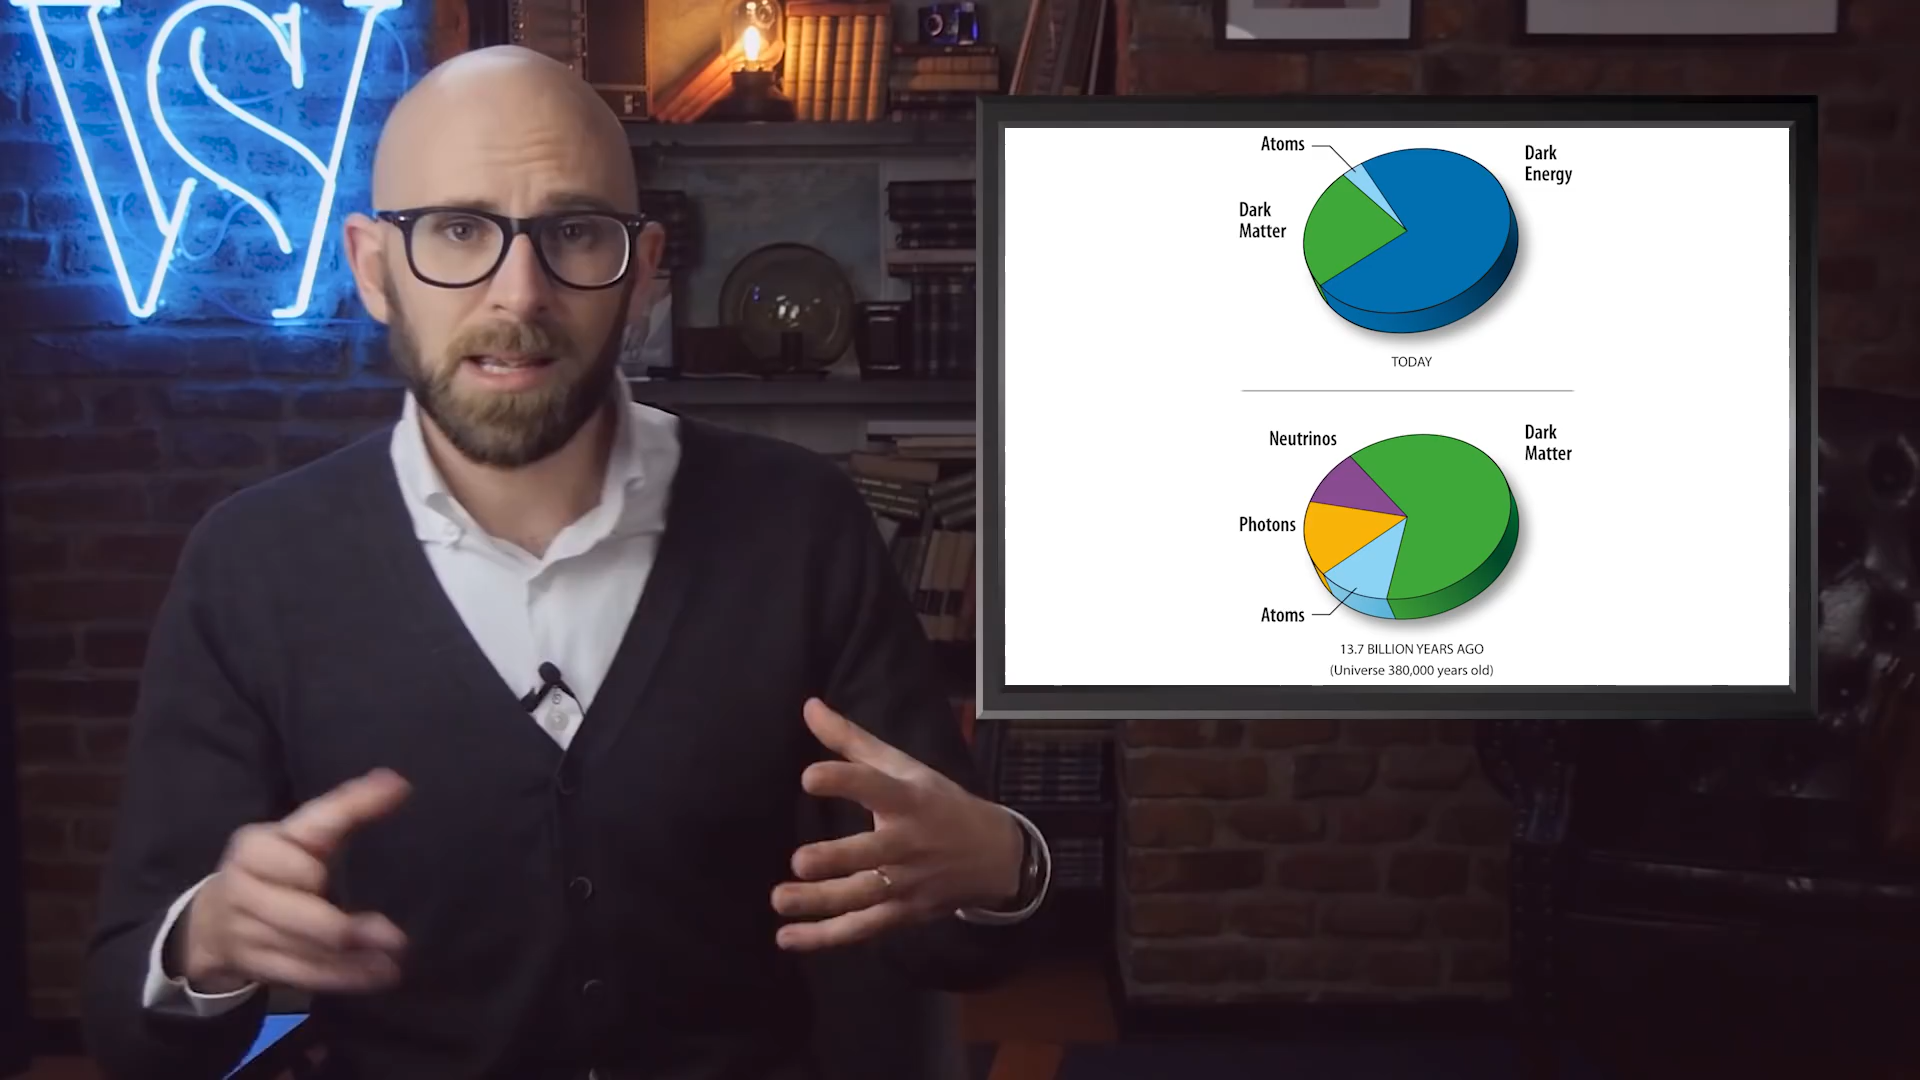 VS
Atoms
Dark
Energy
Dark
Matter
TODAY
Neutrinos
Dark
Matter
Photons
Atoms
13.7 BILLION YEARS AGO
(Universe 380,000 years old)